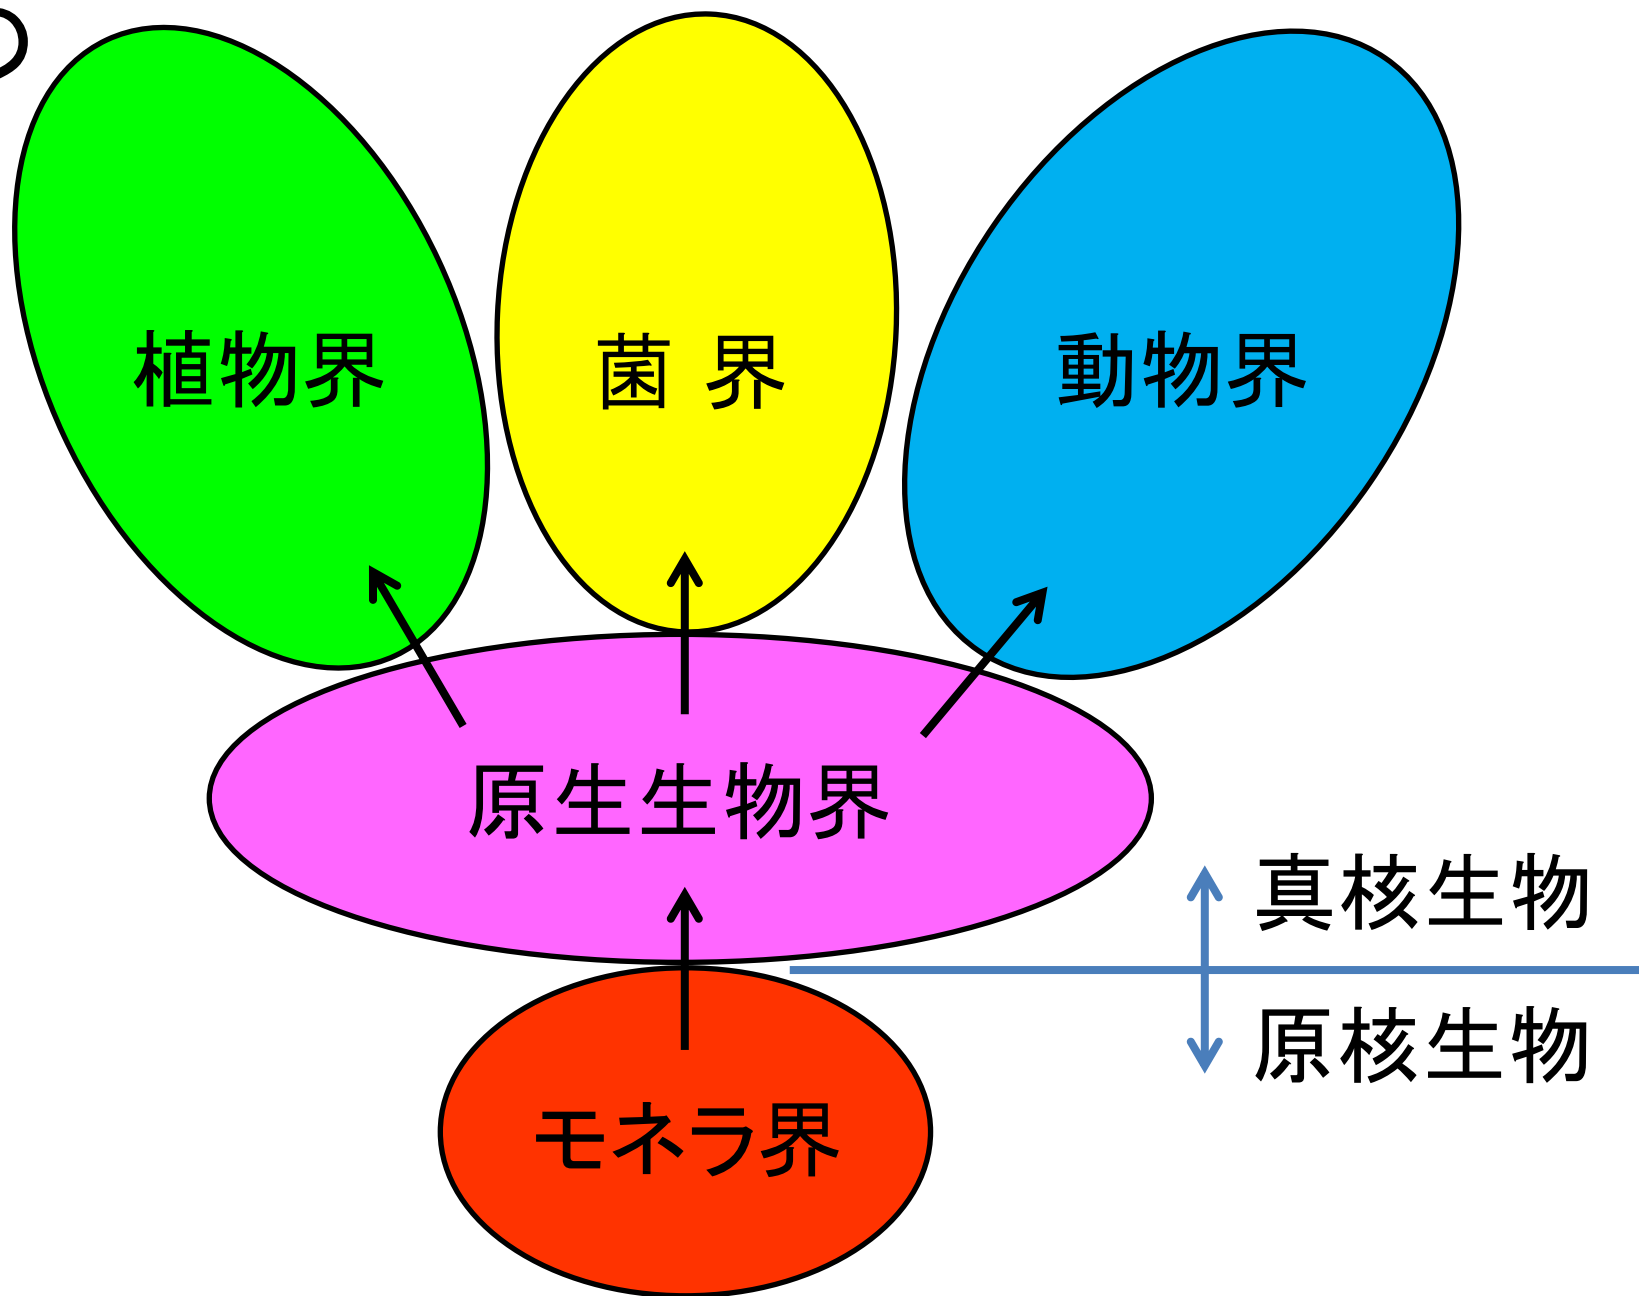 植物界
菌 界
動物界
原生生物界
真核生物
原核生物
モネラ界